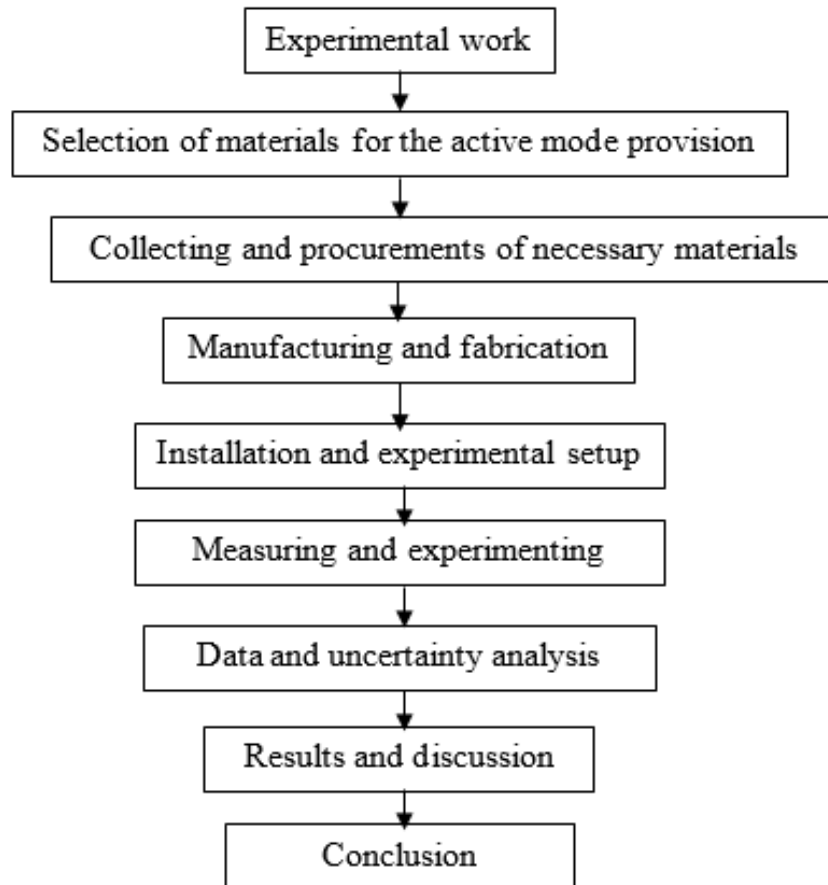 Experimental work
Selection of materials for the active mode provision
Collecting and procurements of necessary materials
Manufacturing and fabrication
Installation and experimental setup
Measuring and experimenting
Data and uncertainty analysis
Results and discussion
Conclusion